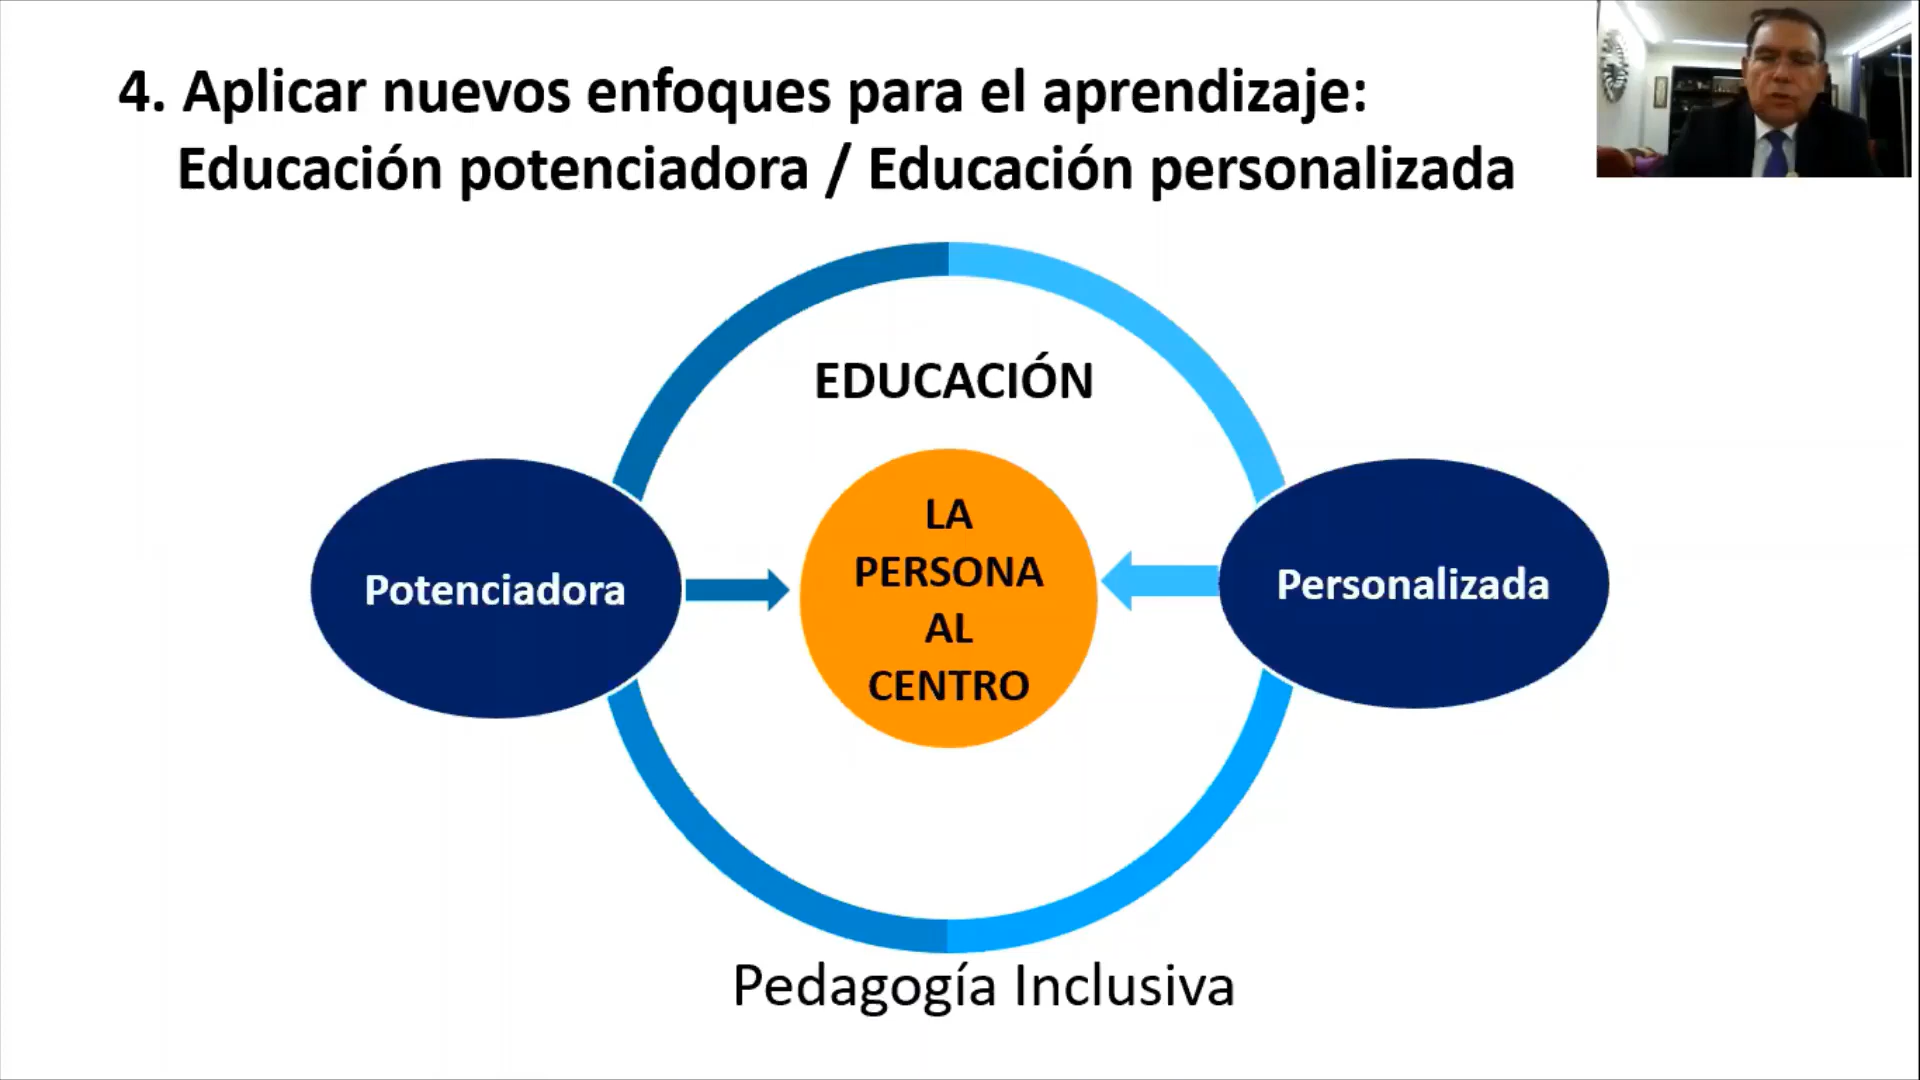 4. Aplicar nuevos enfoques para el aprendizaje:
Educación potenciadora / Educación personalizada
EDUCACIÓN
Potenciadora
LA
PERSONA
AL
CENTRO
Personalizada
Pedagogía Inclusiva